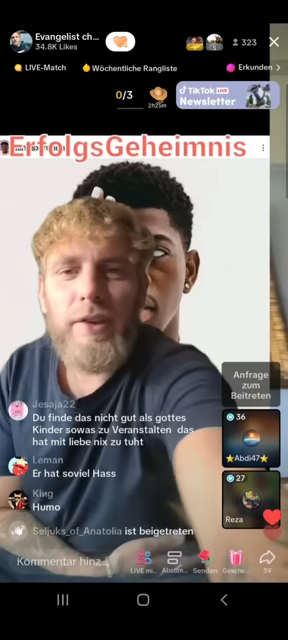 Evangelist ch...
34.8K Likes
323
LIVE-Match
Wöchentliche Rangliste
Erkunden
0/3
2h25m
TikTok LIVE
Newsletter
ErfolgsGeheimnis
Anfrage
zum
Beitreten
36
Abdi47
27
Reza
Jesaja22
Du finde das nicht gut als gottes
Kinder sowas zu Veranstalten das
hat mit liebe nix zu tuht
Leman
Er hat soviel Hass
King
Humo
Seljuks_of_Anatolia ist beigetreten
Kommentar hinz...
LIVE mi...
Abstim...
Senden
Gesche...
39